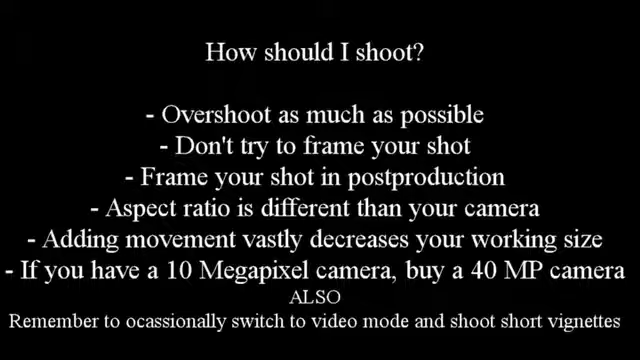 How should I shoot?
- Overshoot as much as possible
- Don't try to frame your shot
- Frame your shot in postproduction
- Aspect ratio is different than your camera
- Adding movement vastly decreases your working size
- If you have a 10 Megapixel camera, buy a 40 MP camera
ALSO
Remember to ocassionally switch to video mode and shoot short vignettes